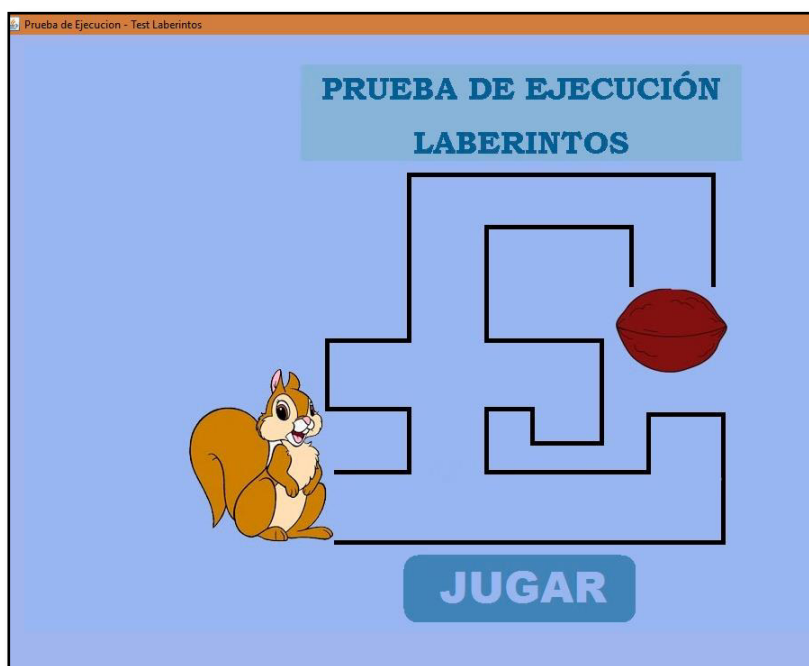 Prueba de Ejecucion - Test Laberintos
PRUEBA DE EJECUCIÓN
LABERINTOS
JUGAR